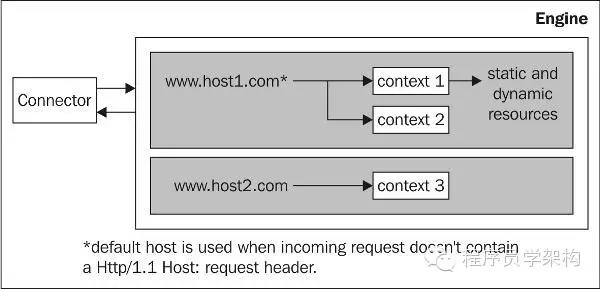 Engine
Connector
www.host1.com*
context 1
static and
dynamic
resources
context 2
www.host2.com
context 3
*default host is used when incoming request doesn't contain
a Http/1.1 Host: request header.
程序员学架构